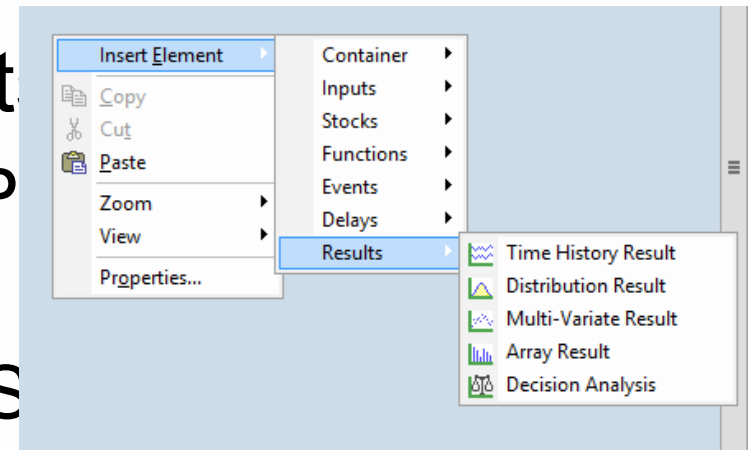 Insert Element
Copy
Cut
Paste
Zoom
View
Properties...
Container
Inputs
Stocks
Functions
Events
Delays
Results
Time History Result
Distribution Result
Multi-Variate Result
Array Result
Decision Analysis